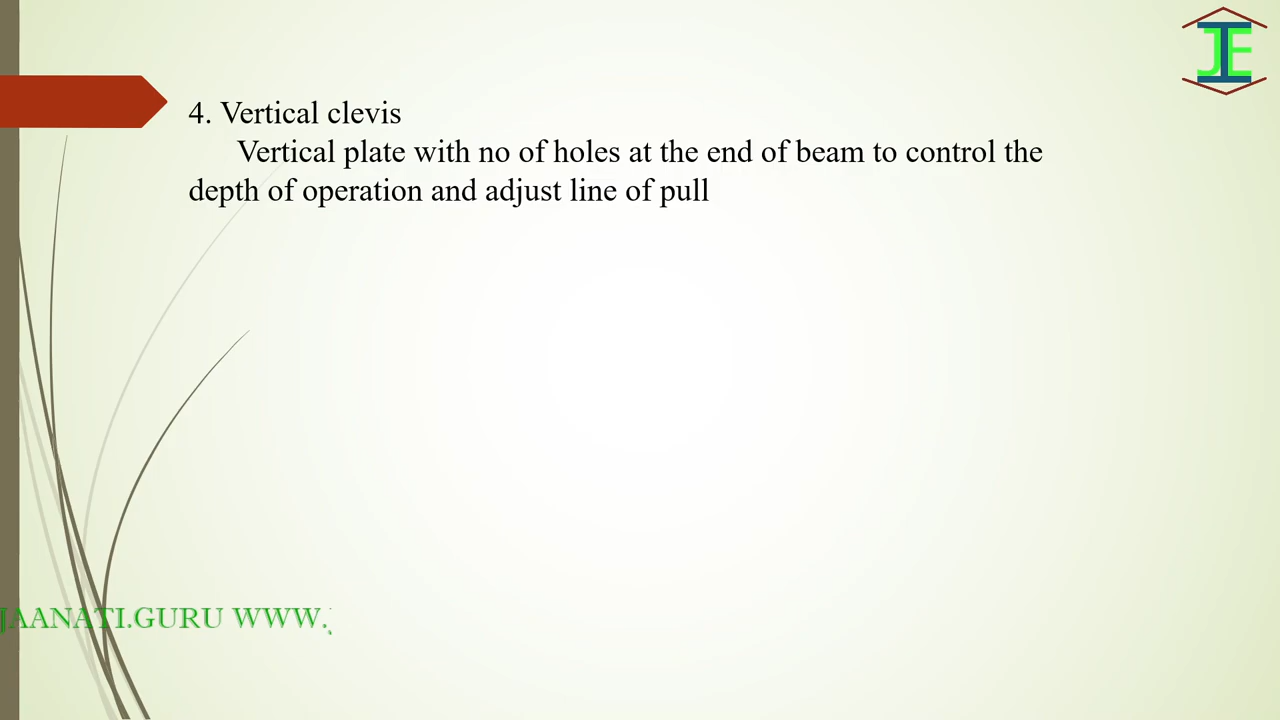 JE
4. Vertical clevis
Vertical plate with no of holes at the end of beam to control the
depth of operation and adjust line of pull
JAANATI.GURU WWW.